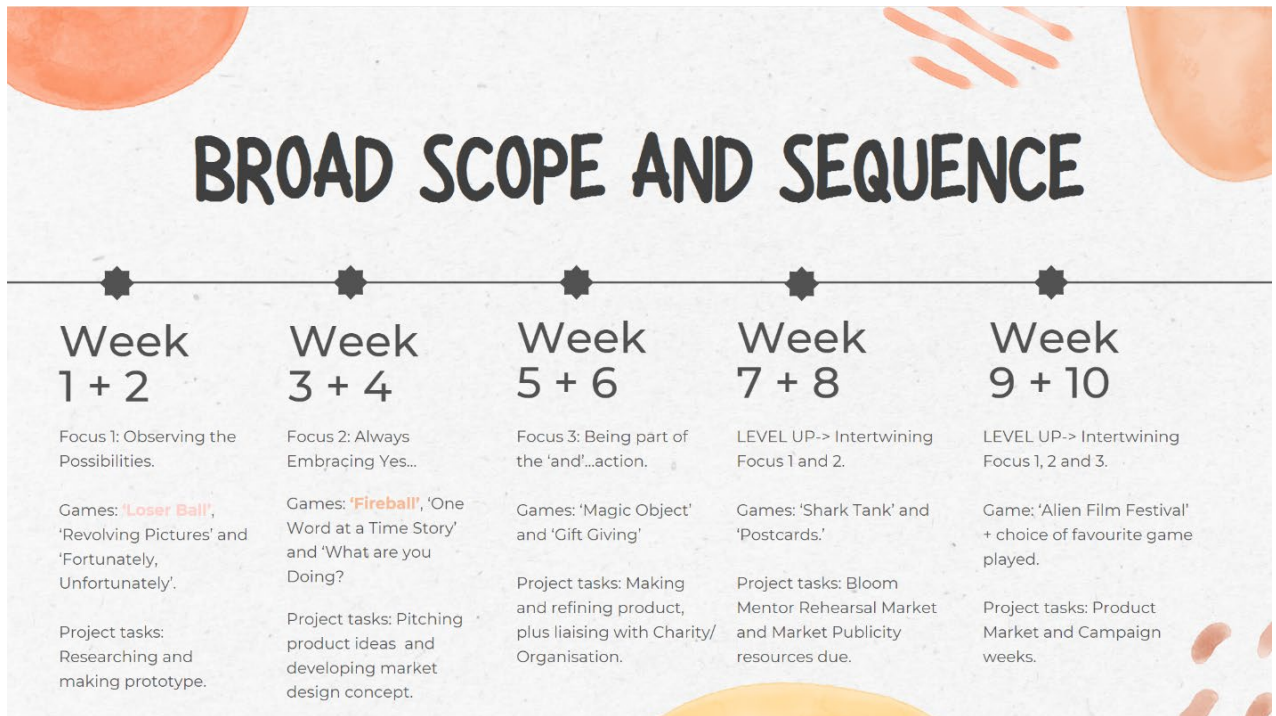 BROAD SCOPE AND SEQUENCE
Week
1 + 2
Focus 1: Observing the
Possibilities.
Games: ‘Loser Ball’,
‘Revolving Pictures’ and
‘Fortunately,
Unfortunately’.
Project tasks:
Researching and
making prototype.
Week
3 + 4
Focus 2: Always
Embracing Yes...
Games: ‘Fireball’, ‘One
Word at a Time Story’
and ‘What are you
Doing?
Project tasks: Pitching
product ideas and
developing market
design concept.
Week
5 + 6
Focus 3: Being part of
the ‘and’...action.
Games: ‘Magic Object’
and ‘Gift Giving’
Project tasks: Making
and refining product,
plus liaising with Charity/
Organisation.
Week
7 + 8
LEVEL UP-> Intertwining
Focus 1 and 2.
Games: ‘Shark Tank’ and
‘Postcards.’
Project tasks: Bloom
Mentor Rehearsal Market
and Market Publicity
resources due.
Week
9 + 10
LEVEL UP-> Intertwining
Focus 1, 2 and 3.
Game: ‘Alien Film Festival’
+ choice of favourite game
played.
Project tasks: Product
Market and Campaign
weeks.